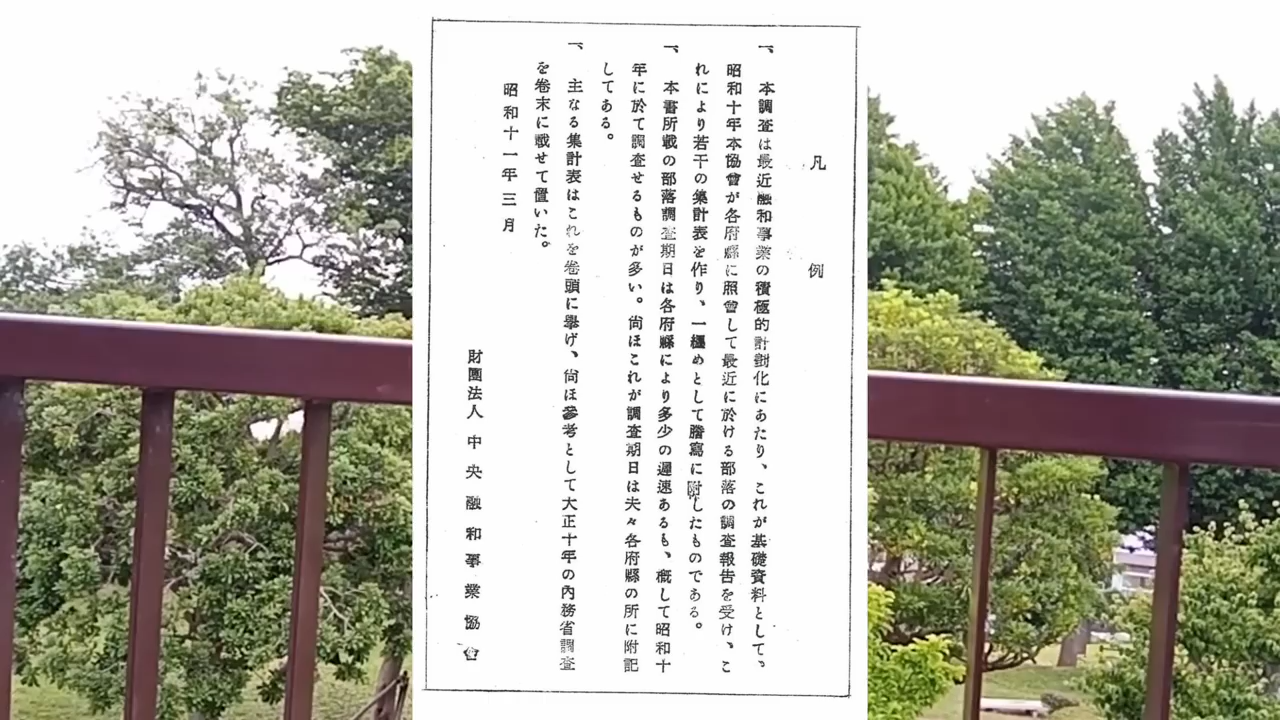 凡例
一、本調査は最近融和事業の積極的計劃化にあたり、これが基礎資料として。
昭和十年本協會が各府縣に照會して最近に於ける部落の調査報告を受け、こ
れにより若干の集計表を作り、一纒めとして謄寫に附したものである。
一、本書所載の部落調査期日は各府縣により多少の遲速あるも、槪して昭和十
年に於て調査せるものが多い。尙ほこれが調査期日は夫々各府縣の所に附記
してある。
一、主なる集計表はこれを卷頭に擧げ、尙ほ參考として大正十年の內務省調査
を卷末に載せて置いた。
昭和十一年三月
財團法人中央融和事業協會